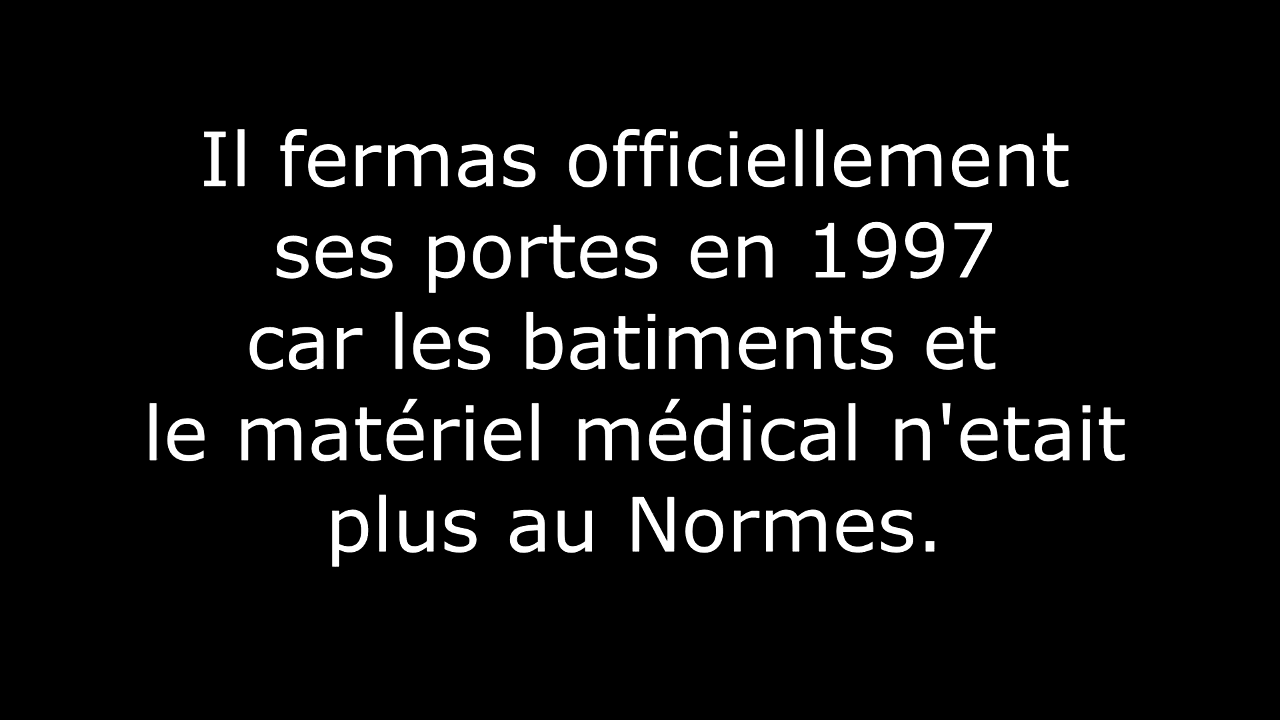 Il fermas officiellement
ses portes en 1997
car les batiments et
le matériel médical n'etait
plus au Normes.